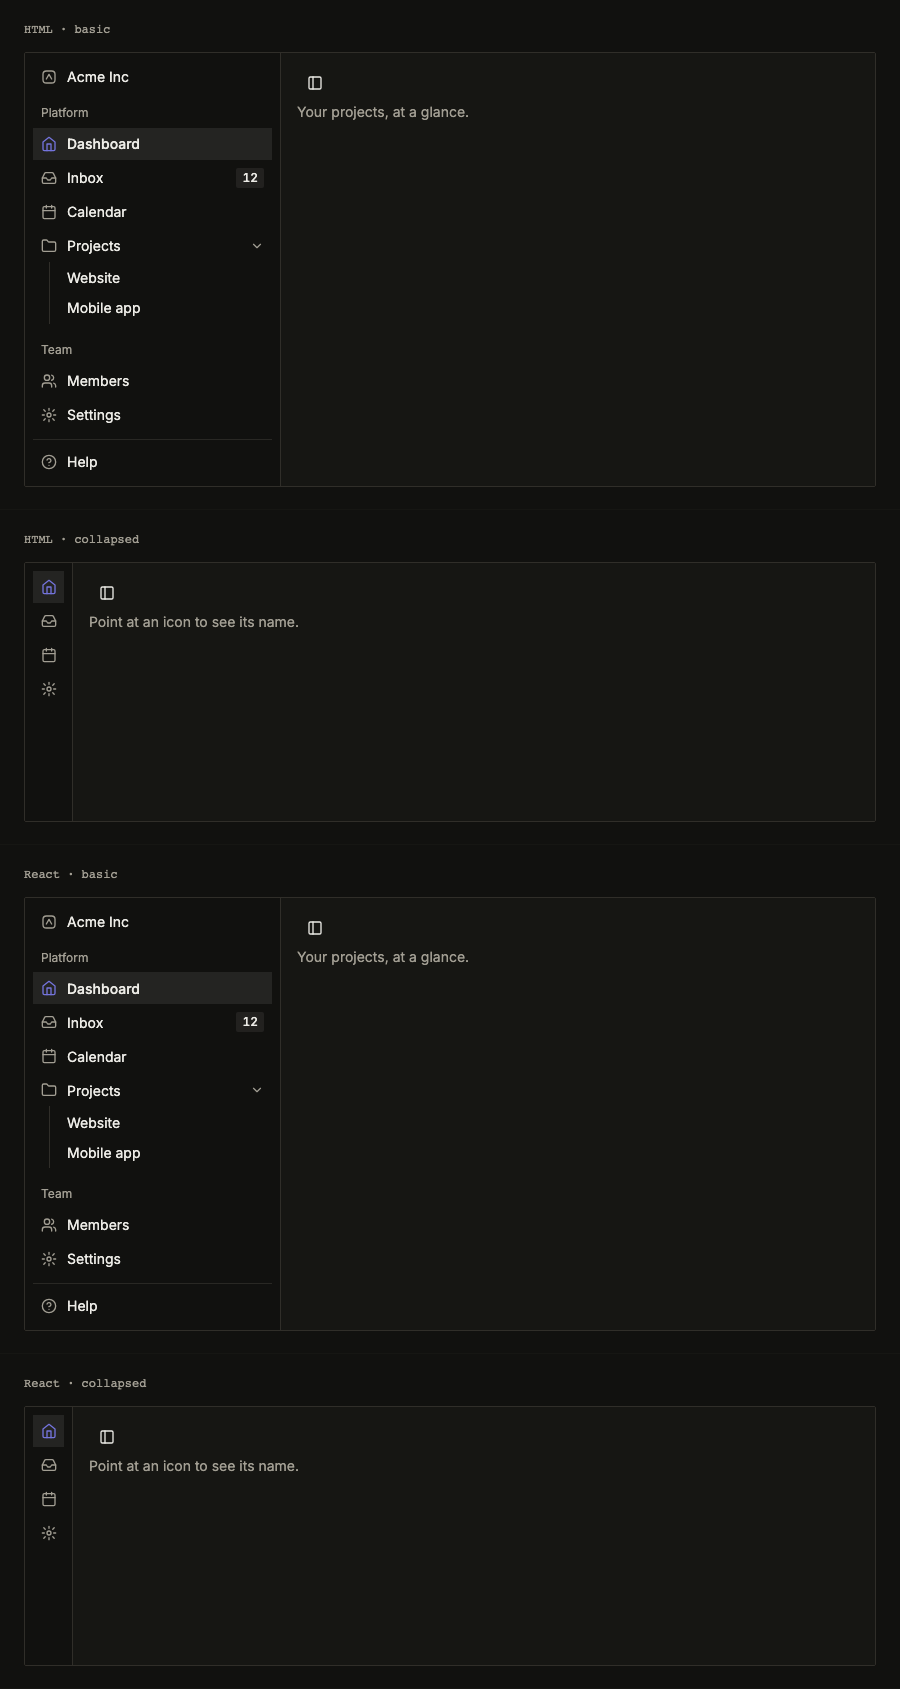 HTML · basic
Acme Inc
Platform
Dashboard
Inbox 12
Calendar
Projects
Website
Mobile app
Team
Members
Settings
Help
Your projects, at a glance.
HTML · collapsed
Point at an icon to see its name.
React · basic
Acme Inc
Platform
Dashboard
Inbox 12
Calendar
Projects
Website
Mobile app
Team
Members
Settings
Help
Your projects, at a glance.
React · collapsed
Point at an icon to see its name.